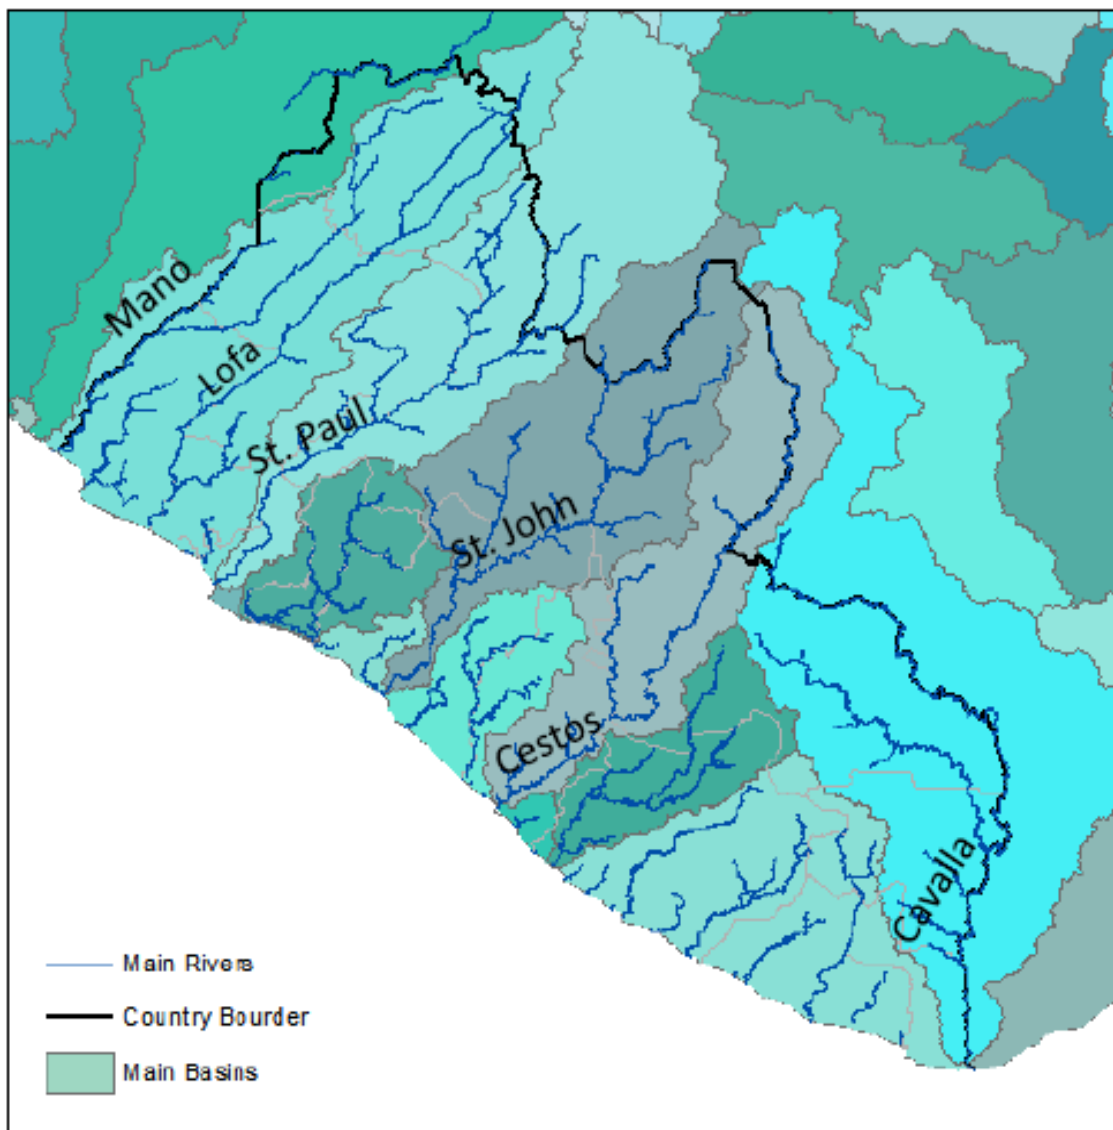 Mano
Lofa
St. Paul
St. John
Cestos
Cavalla
Main Rivers
Country Bourder
Main Basins